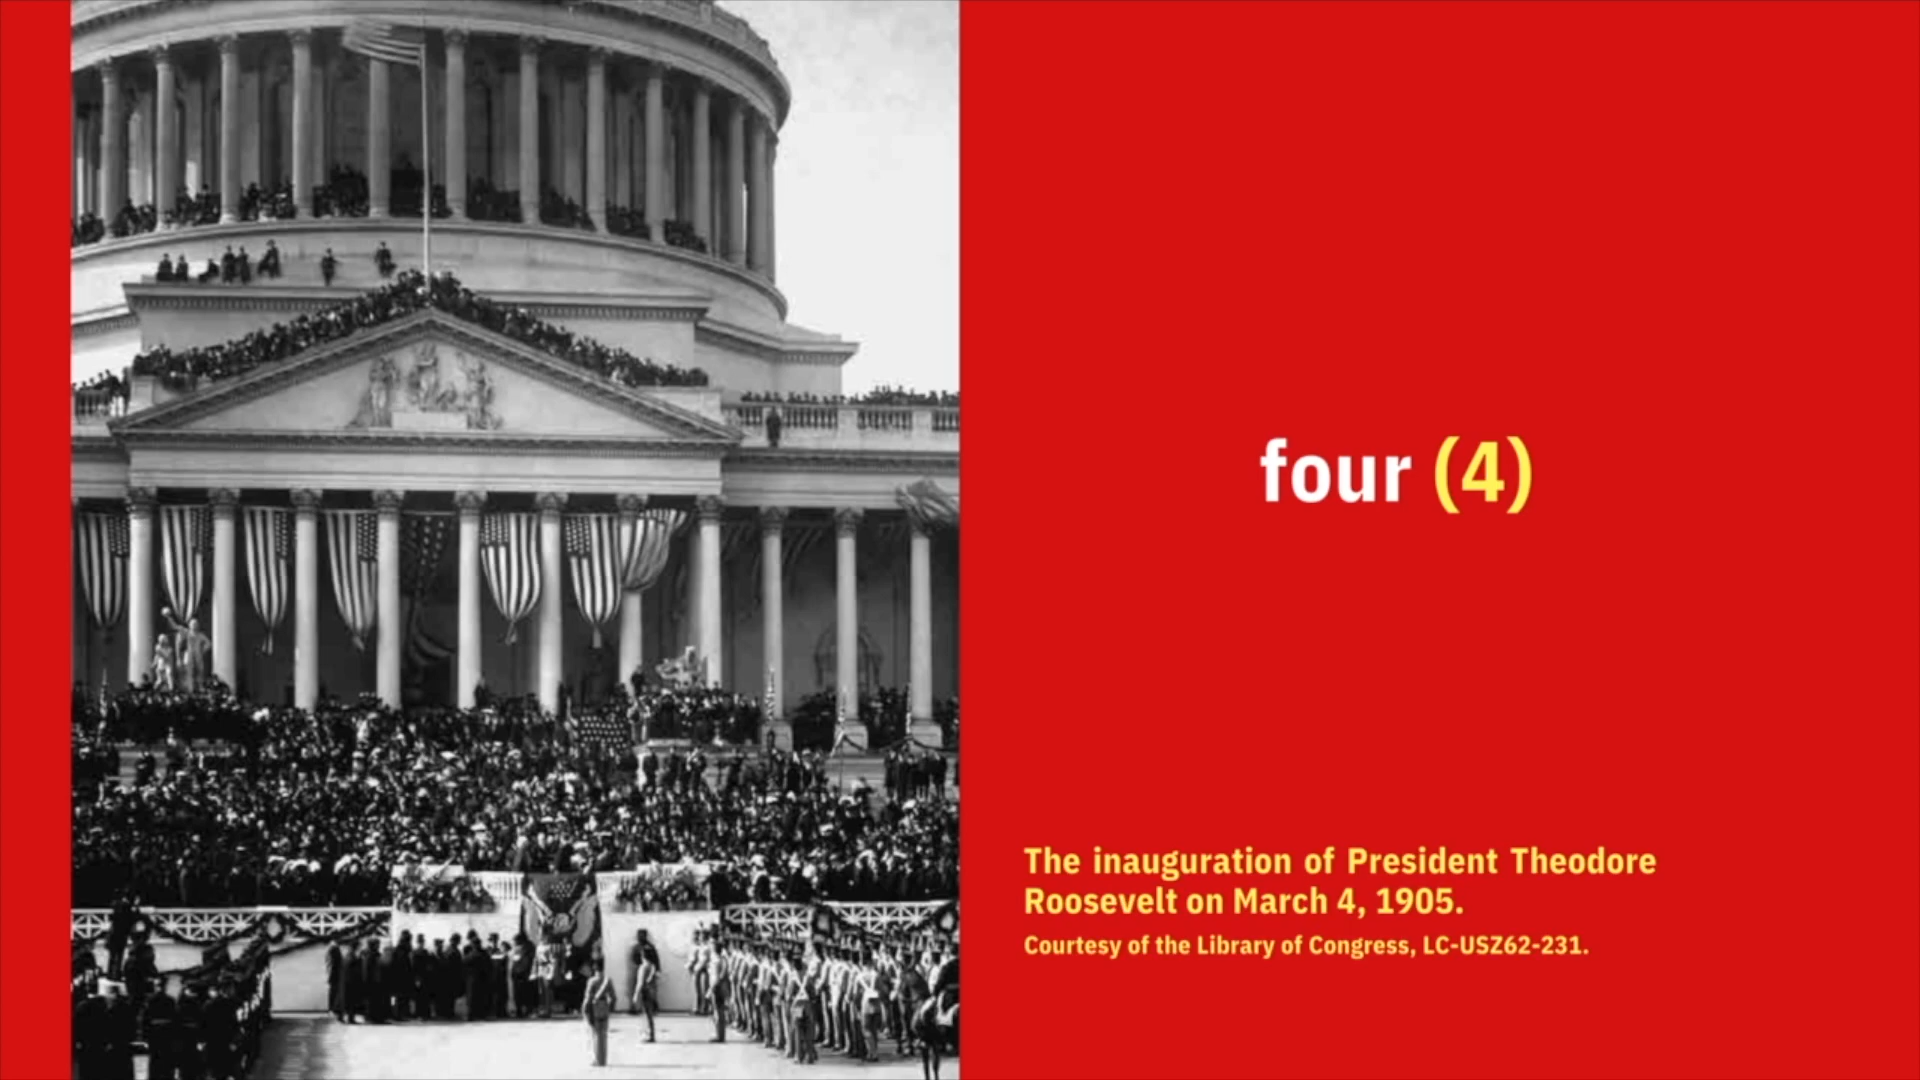 four (4)
The inauguration of President Theodore
Roosevelt on March 4, 1905.
Courtesy of the Library of Congress, LC-USZ62-231.